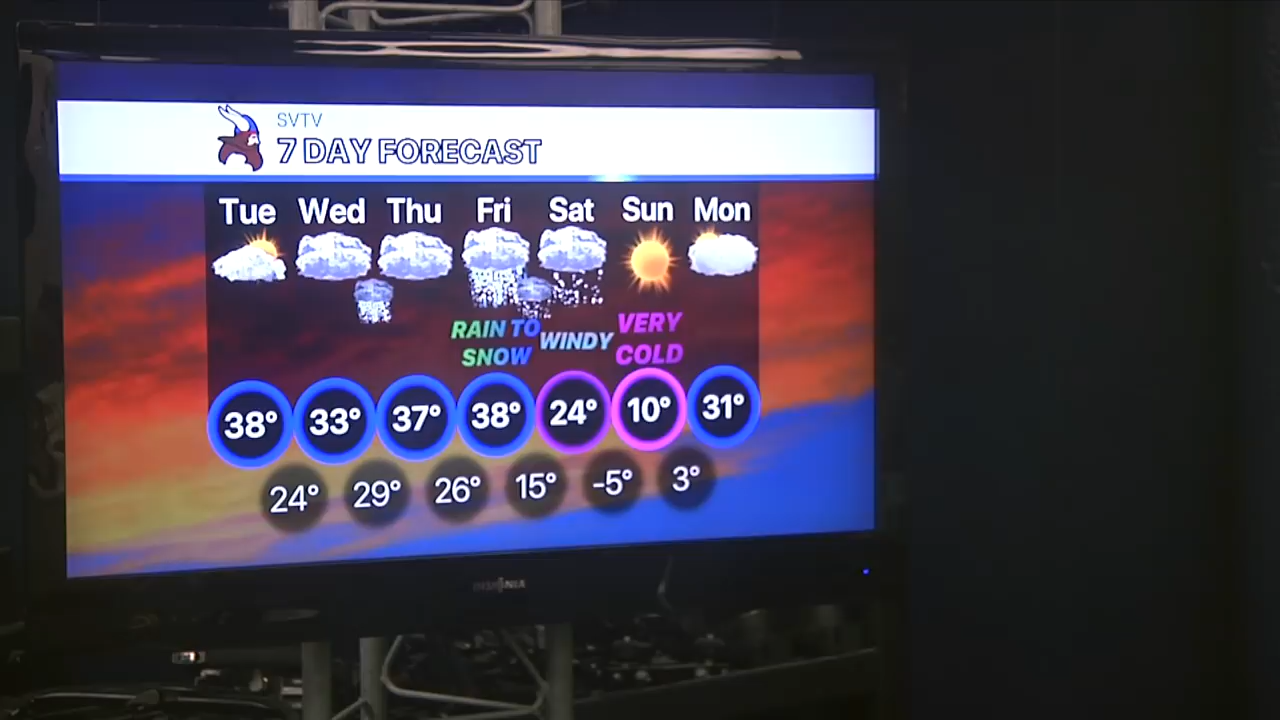 SVTV
7 DAY FORECAST
Tue Wed Thu Fri Sat Sun Mon
RAIN TO
SNOW
WINDY
VERY
COLD
38° 33° 37° 38° 24° 10° 31°
24° 29° 26° 15° -5° 3°
INSIGNIA